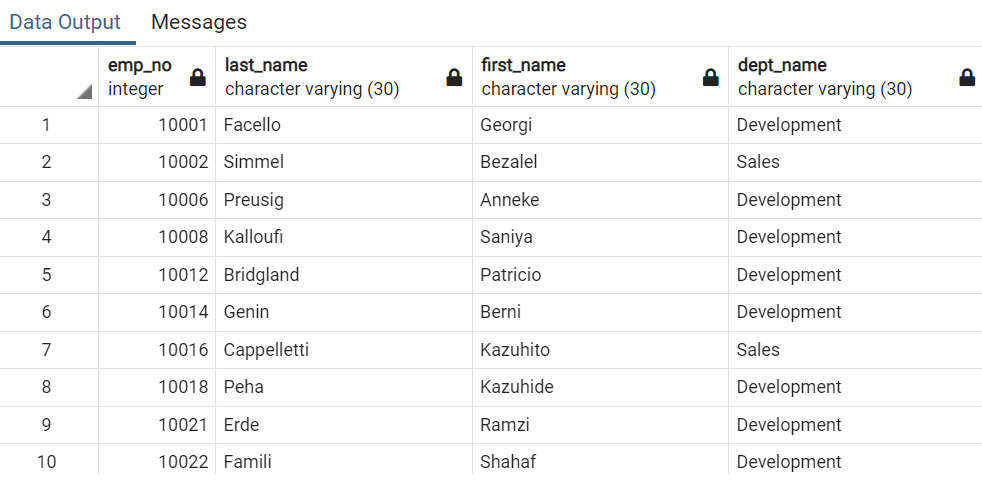 Data Output Messages
emp_no last_name first_name dept_name
integer character varying (30) character varying (30) character varying (30)
1 10001 Facello Georgi Development
2 10002 Simmel Bezalel Sales
3 10006 Preusig Anneke Development
4 10008 Kalloufi Saniya Development
5 10012 Bridgland Patricio Development
6 10014 Genin Berni Development
7 10016 Cappelletti Kazuhito Sales
8 10018 Peha Kazuhide Development
9 10021 Erde Ramzi Development
10 10022 Famili Shahaf Development